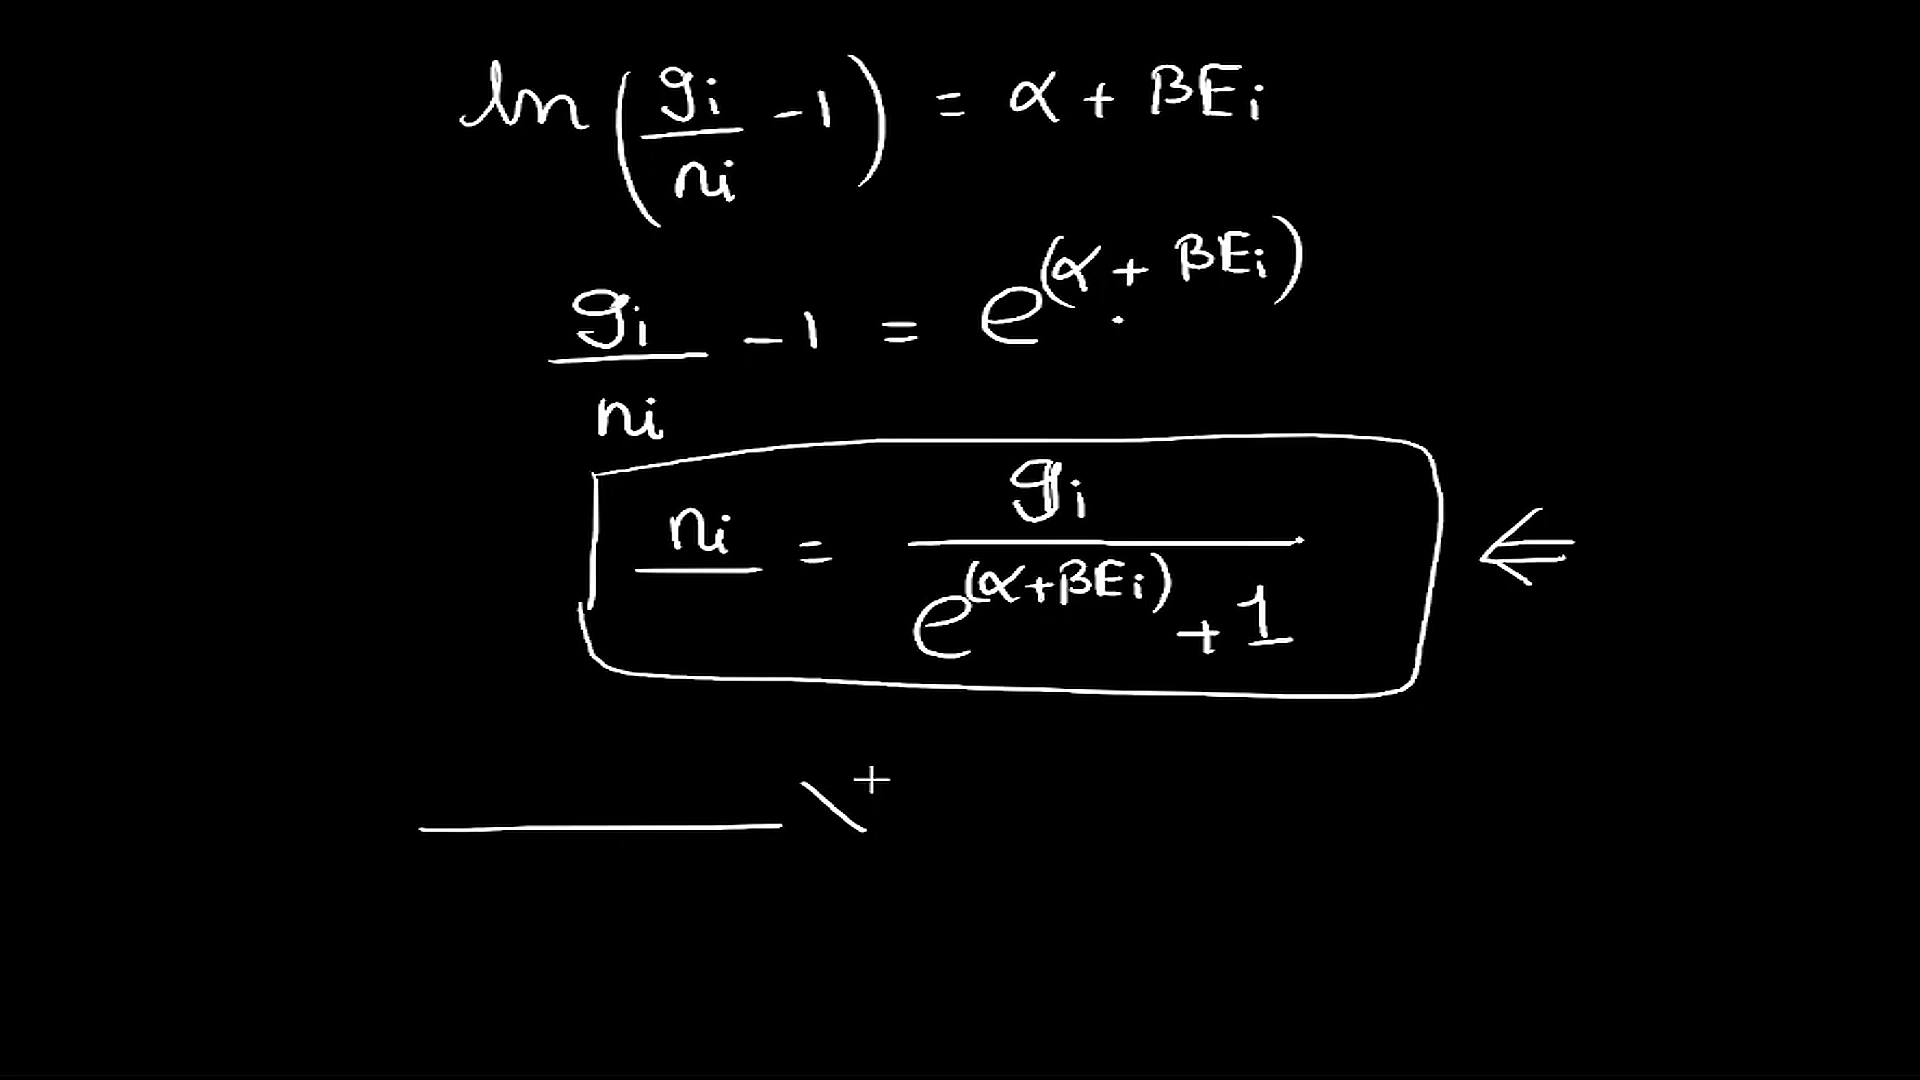 ln(gi/ni - 1) = α + βEi
gi/ni - 1 = e^(α + βEi)
ni = gi/(e^(α+βEi) + 1) ⇐